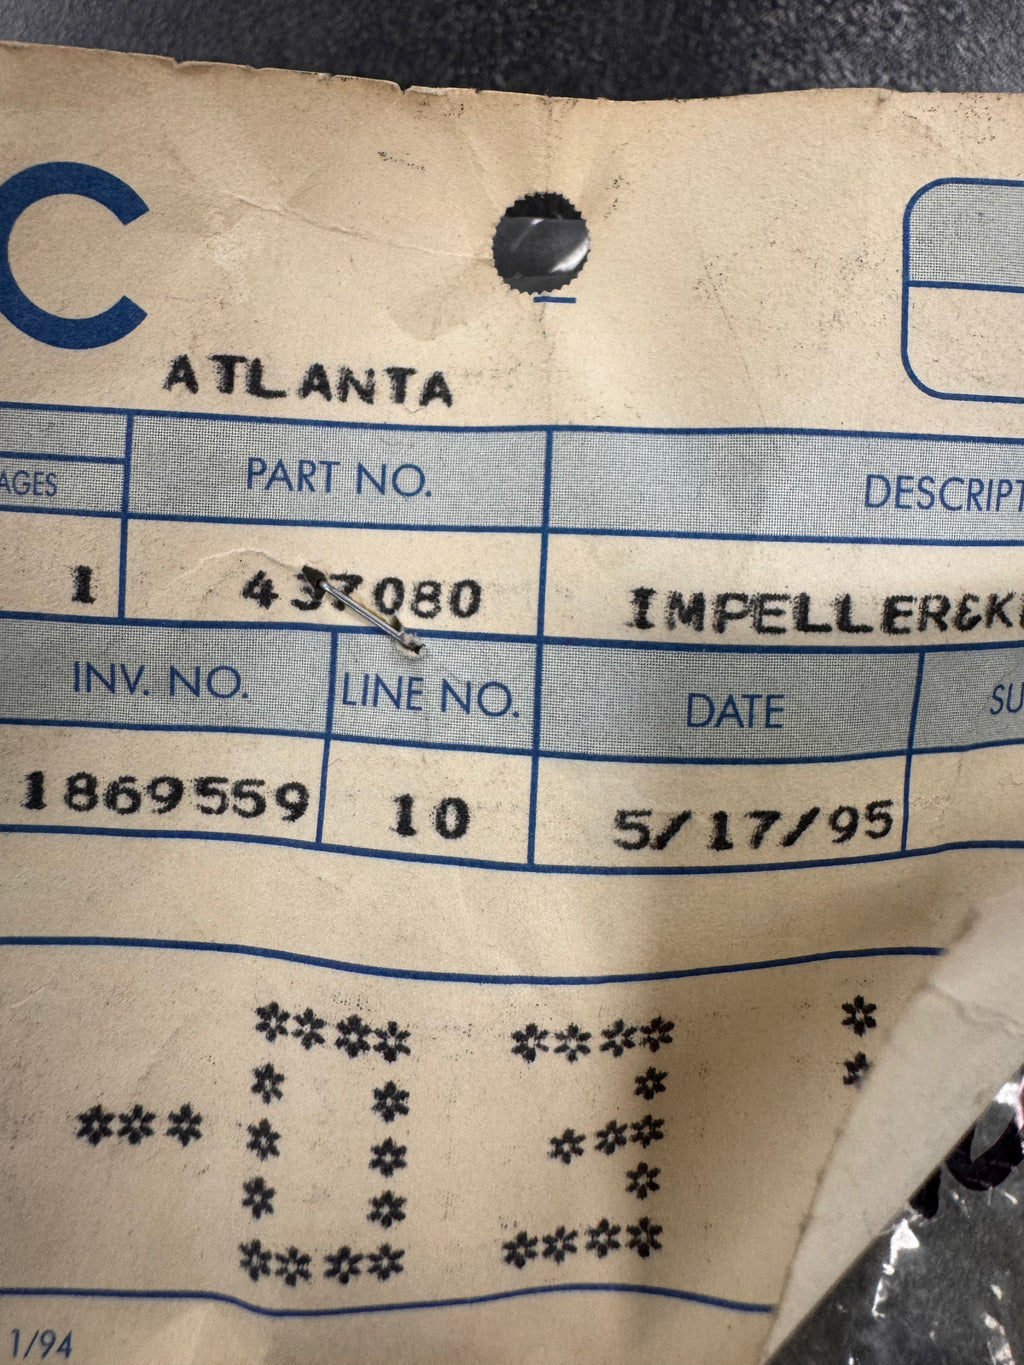 C
ATLANTA
AGES PART NO. DESCRIPT
1 437080 IMPELLER&K
INV. NO. LINE NO. DATE SU
1869559 10 5/17/95
-03
1/94